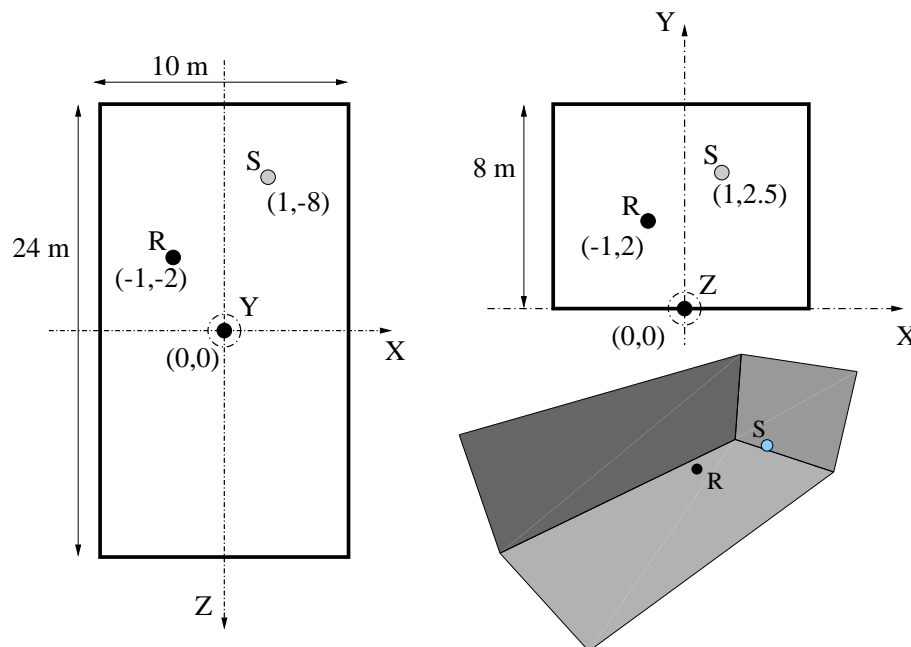 10 m
S
(1,-8)
R
(-1,-2)
24 m
Y
(0,0)
X
Z
Y
8 m
S
(1,2.5)
R
(-1,2)
Z
(0,0)
X
S
R